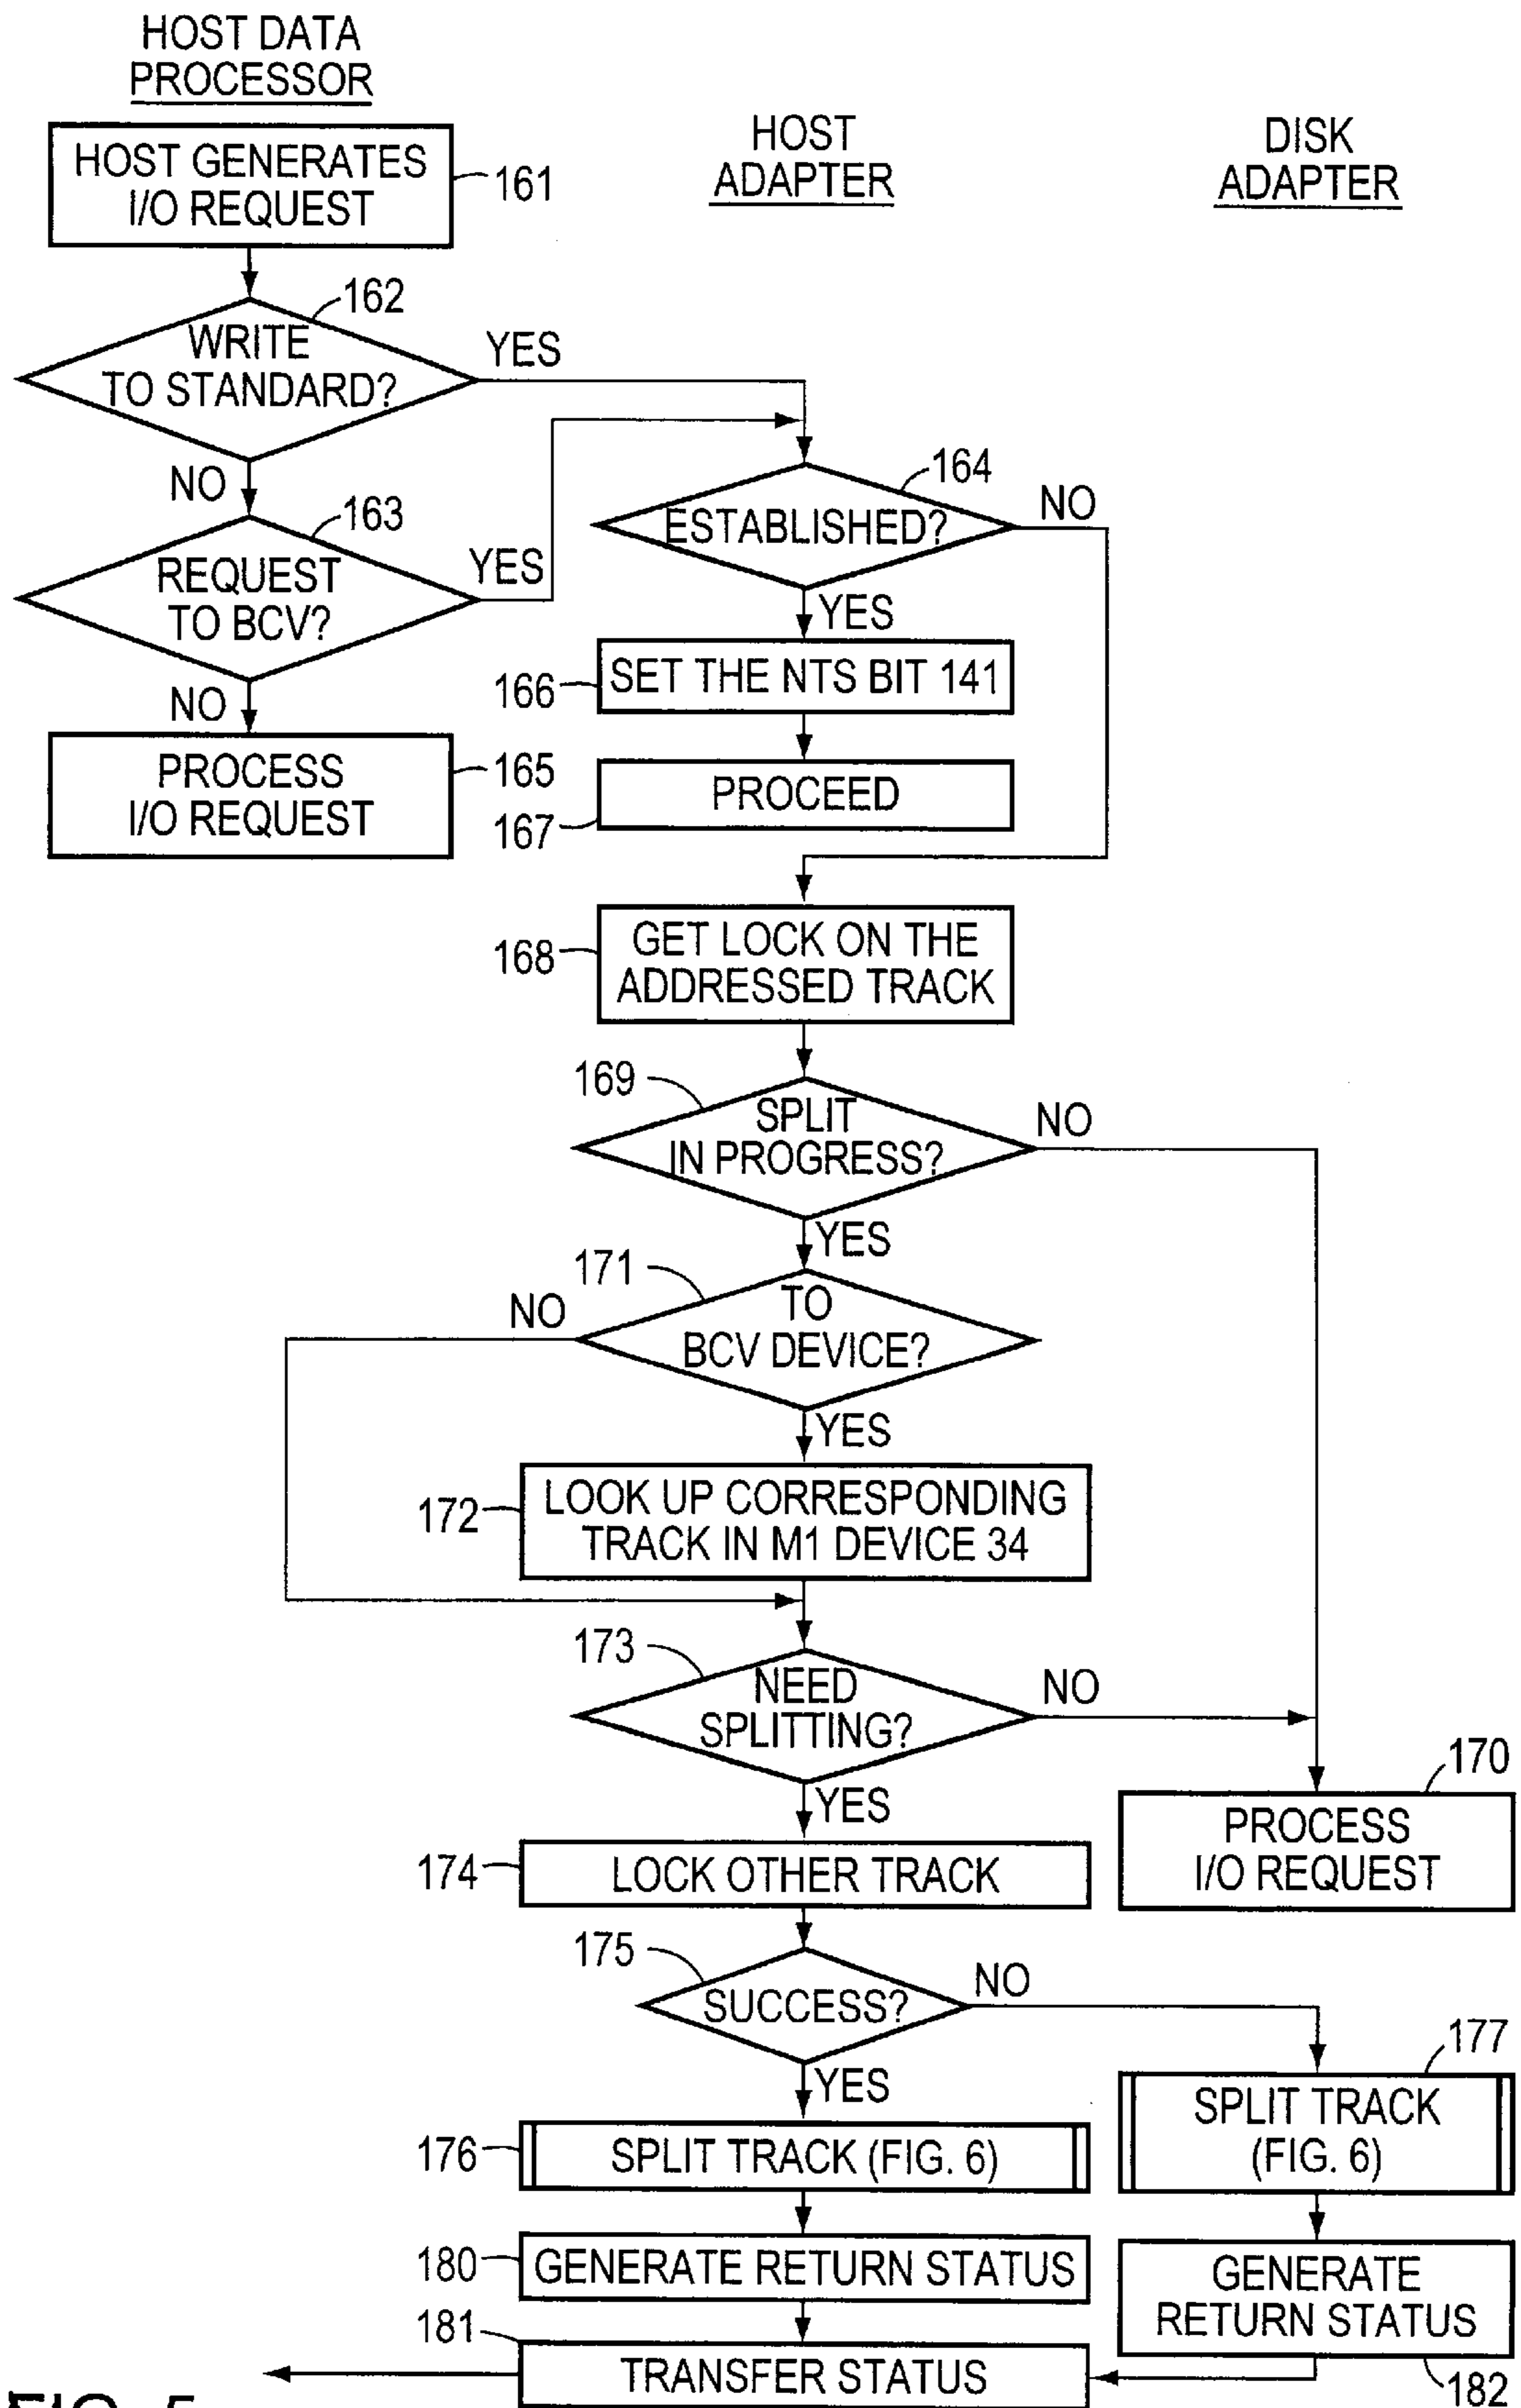 HOST DATA
PROCESSOR
HOST
ADAPTER
DISK
ADAPTER
HOST GENERATES
I/O REQUEST
161
162
WRITE
TO STANDARD?
YES
NO
163
REQUEST
TO BCV?
YES
NO
PROCESS
I/O REQUEST
165
164
ESTABLISHED?
NO
YES
166
SET THE NTS BIT 141
167
PROCEED
168
GET LOCK ON THE
ADDRESSED TRACK
169
SPLIT
IN PROGRESS?
NO
YES
171
NO
TO
BCV DEVICE?
YES
172
LOOK UP CORRESPONDING
TRACK IN M1 DEVICE 34
173
NEED
SPLITTING?
NO
YES
170
PROCESS
I/O REQUEST
174
LOCK OTHER TRACK
175
SUCCESS?
NO
YES
177
SPLIT TRACK
(FIG. 6)
176
SPLIT TRACK (FIG. 6)
180
GENERATE RETURN STATUS
GENERATE
RETURN STATUS
182
181
TRANSFER STATUS
FIG. 5